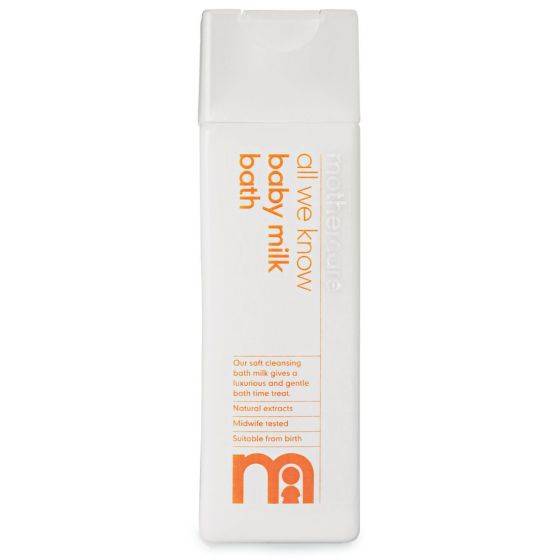 mothercare
all we know
baby milk
bath
Our soft cleansing
bath milk gives a
luxurious and gentle
bath time treat.
Natural extracts
Midwife tested
Suitable from birth
m